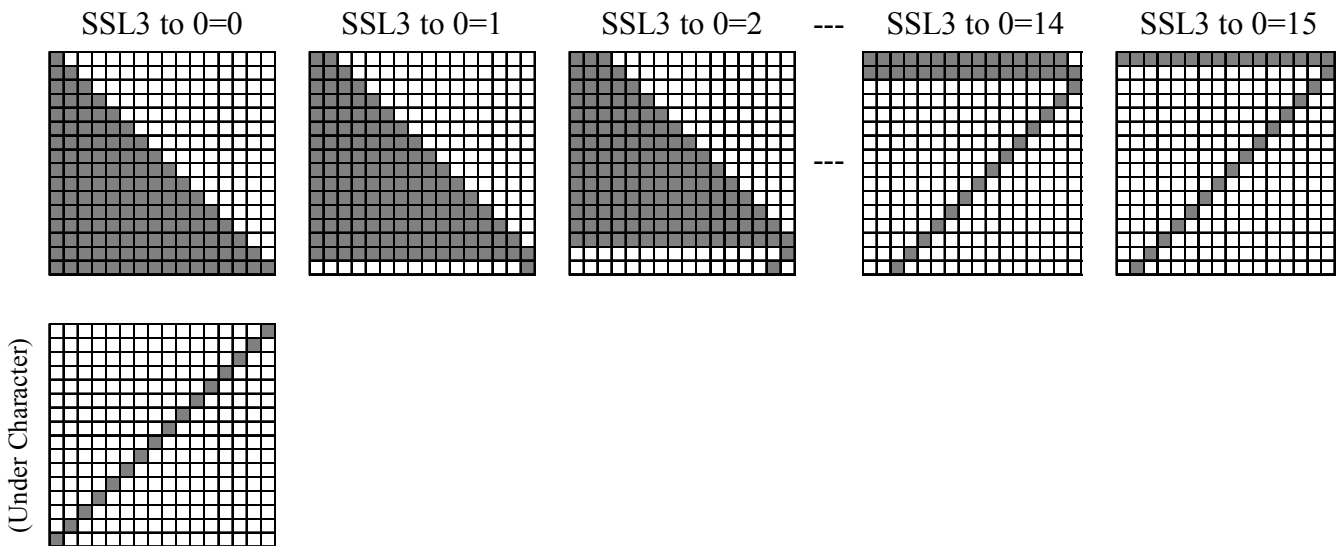 SSL3 to 0=0 SSL3 to 0=1 SSL3 to 0=2 --- SSL3 to 0=14 SSL3 to 0=15
---
(Under Character)